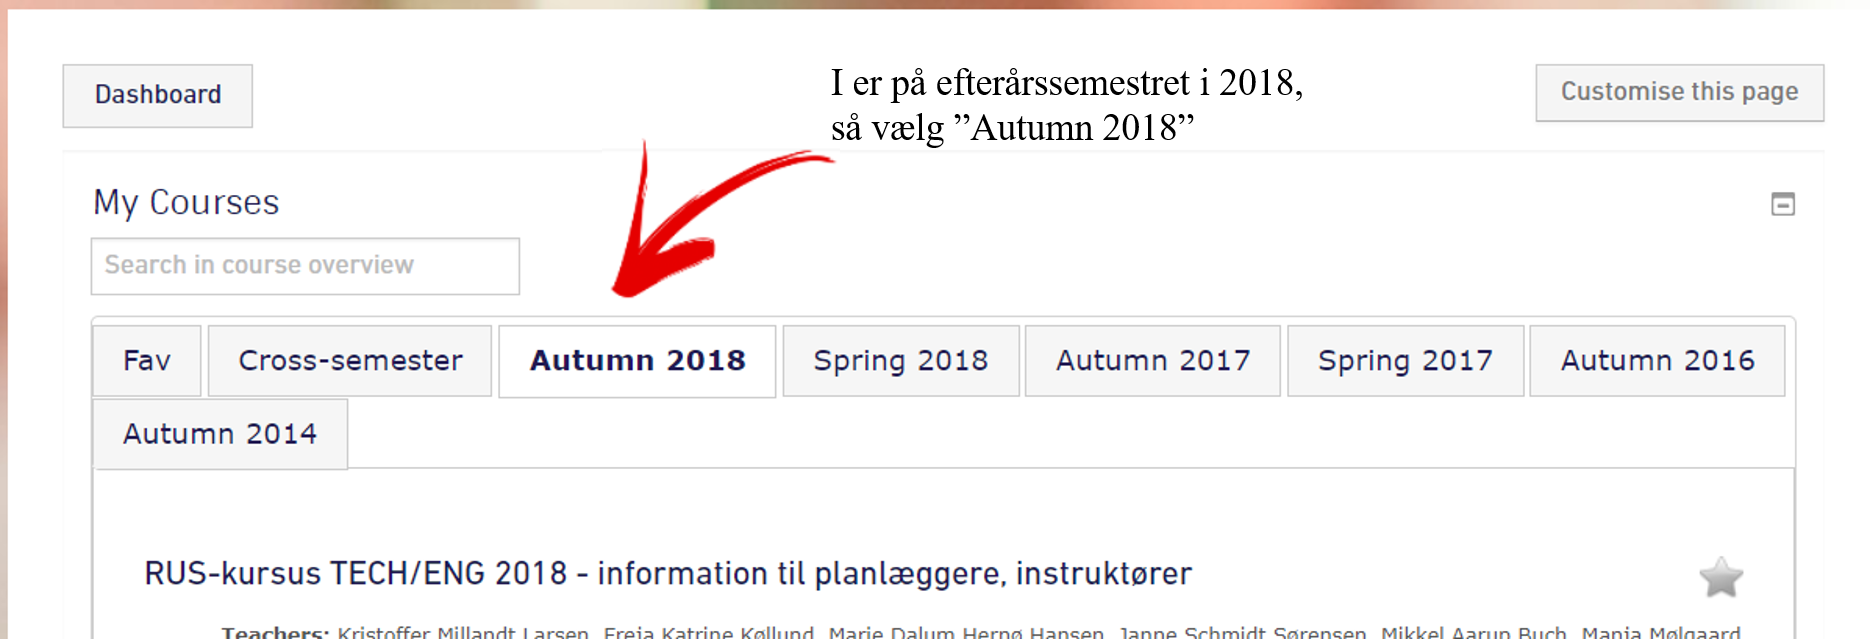 Dashboard
I er på efterårssemestret i 2018,
så vælg ”Autumn 2018”
Customise this page
My Courses
Search in course overview
Fav
Cross-semester
Autumn 2018
Spring 2018
Autumn 2017
Spring 2017
Autumn 2016
Autumn 2014
RUS-kursus TECH/ENG 2018 - information til planlæggere, instruktører
Teachers: Kristoffer Millandt Larsen, Freja Katrine Køllund, Marie Dalum Hernø Hansen, Janne Schmidt Sørensen, Mikkel Aarup Buch, Manja Mølgaard